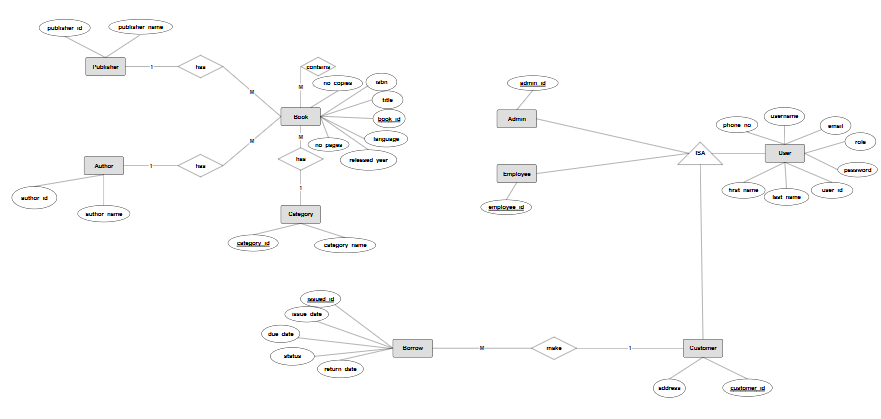 publisher_id
publisher_name
Publisher
1
has
M
contains
M
no_copies
isbn
title
book_id
language
released_year
no_pages
Book
M
Author
1
has
M
author_id
author_name
has
1
Category
category_id
category_name
admin_id
Admin
Employee
employee_id
ISA
User
phone_no
username
email
role
password
user_id
last_name
first_name
issued_id
issue_date
due_date
status
return_date
Borrow
M
make
1
Customer
address
customer_id